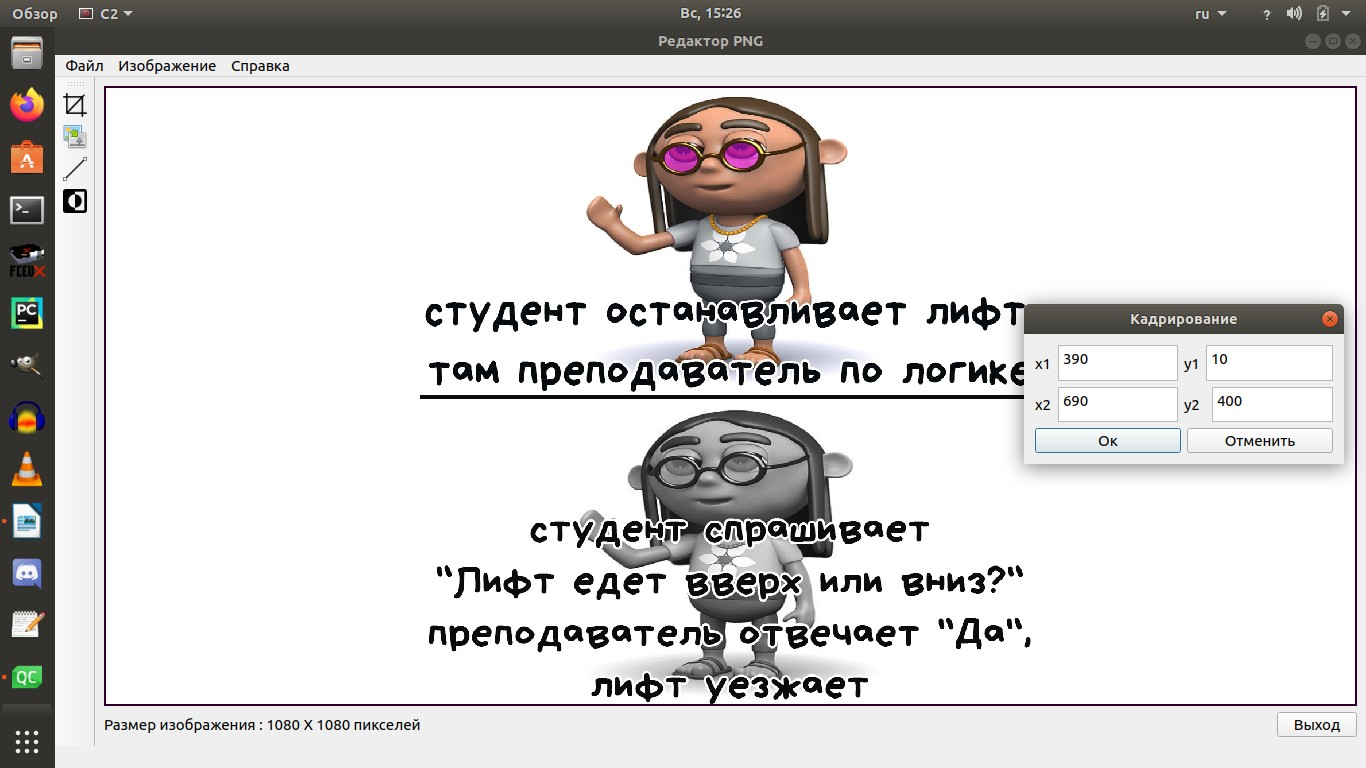 Обзор C2 Вс, 15:26 ru ?
Редактор PNG
Файл Изображение Справка
студент останавливает лифт
там преподаватель по логике
Кадрирование
x1 390 y1 10
x2 690 y2 400
Ок Отменить
студент спрашивает
"Лифт едет вверх или вниз?"
преподаватель отвечает "Да",
лифт уезжает
Размер изображения : 1080 X 1080 пикселей
Выход
A
>_
FCEUX
PC
QC